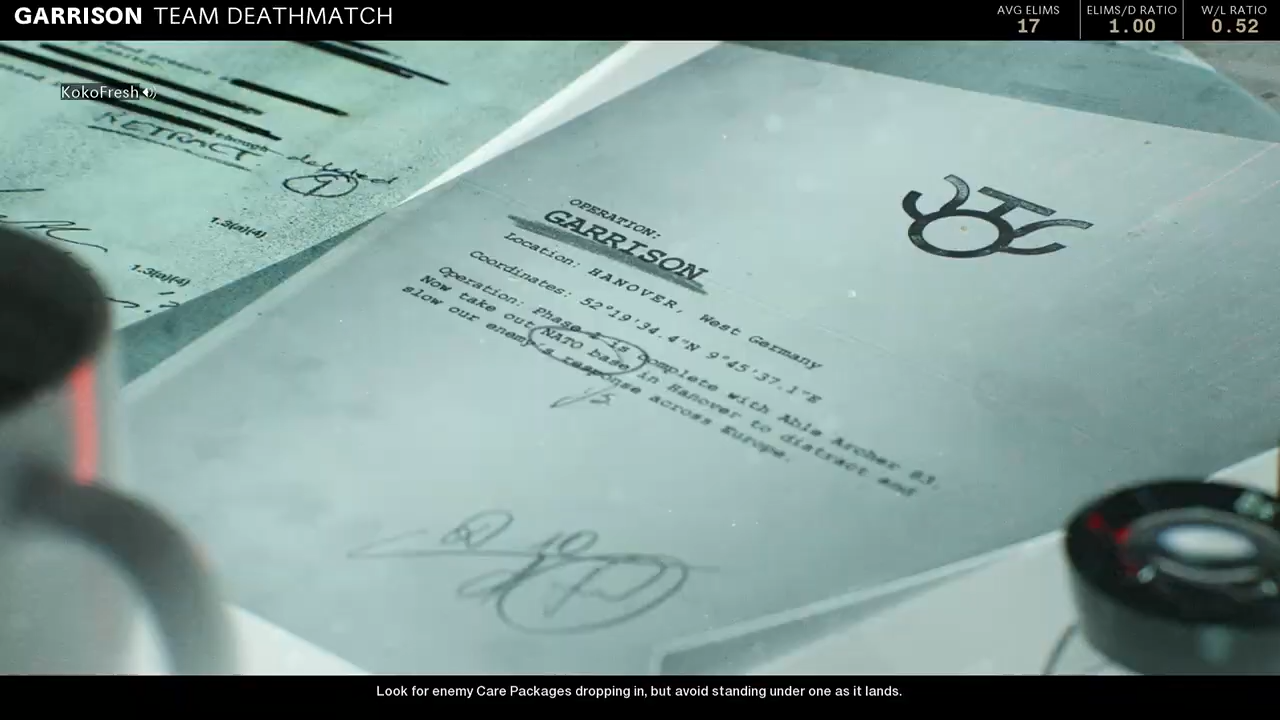 GARRISON TEAM DEATHMATCH
AVG ELIMS
17
ELIMS/D RATIO
1.00
W/L RATIO
0.52
KokoFresh
through
deleted
RETRACT
1
1.3(a)(4)
1.3(a)(4)
OPERATION:
GARRISON
Location: HANOVER, West Germany
Coordinates: 52°19'34.4"N 9°45'37.1"E
Operation: Phase is complete with Able Archer 83.
Now take out NATO base in Hanover to distract and
slow our enemy's response across Europe.
Look for enemy Care Packages dropping in, but avoid standing under one as it lands.